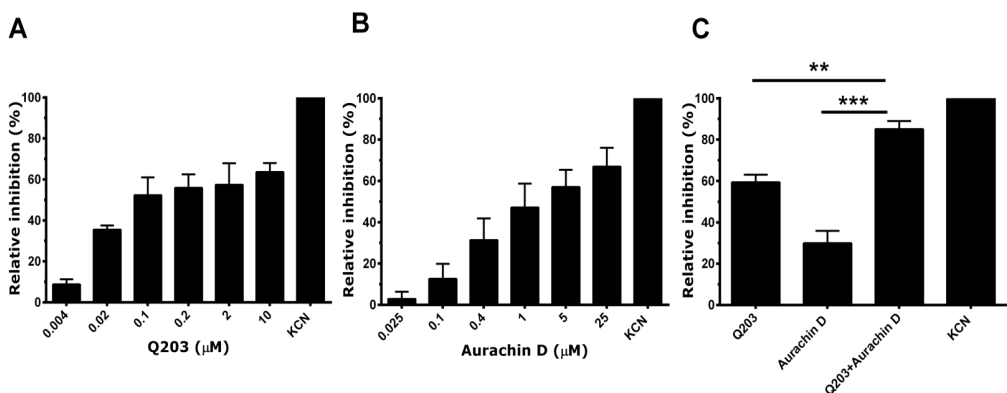 A
Relative inhibition (%)
100
80
60
40
20
0
0.004
0.02
0.1
0.2
2
10
KCN
Q203 (μM)
B
Relative inhibition (%)
100
80
60
40
20
0
0.025
0.1
0.4
1
5
25
KCN
Aurachin D (μM)
C
**
***
Relative inhibition (%)
100
80
60
40
20
0
Q203
Aurachin D
Q203+Aurachin D
KCN